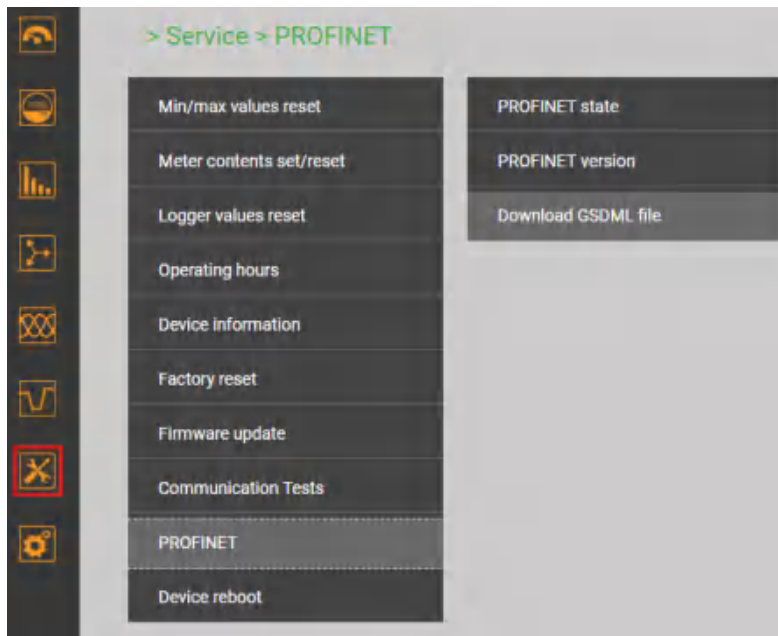 > Service > PROFINET
Min/max values reset
Meter contents set/reset
Logger values reset
Operating hours
Device information
Factory reset
Firmware update
Communication Tests
PROFINET
Device reboot
PROFINET state
PROFINET version
Download GSDML file